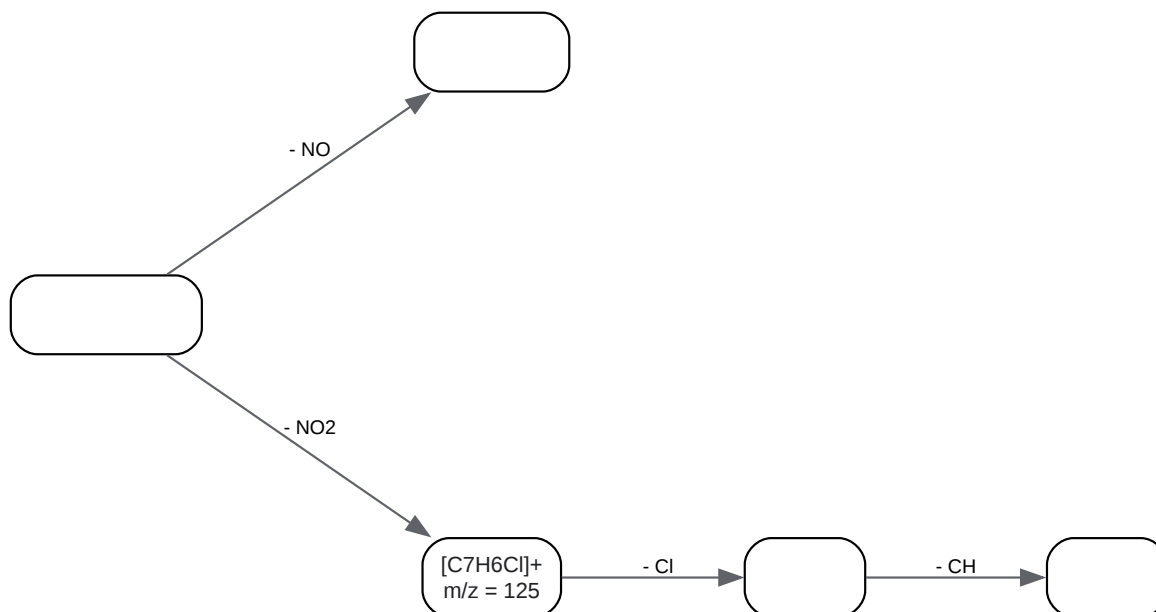 - NO
- NO2
[C7H6Cl]+
m/z = 125
- Cl
- CH